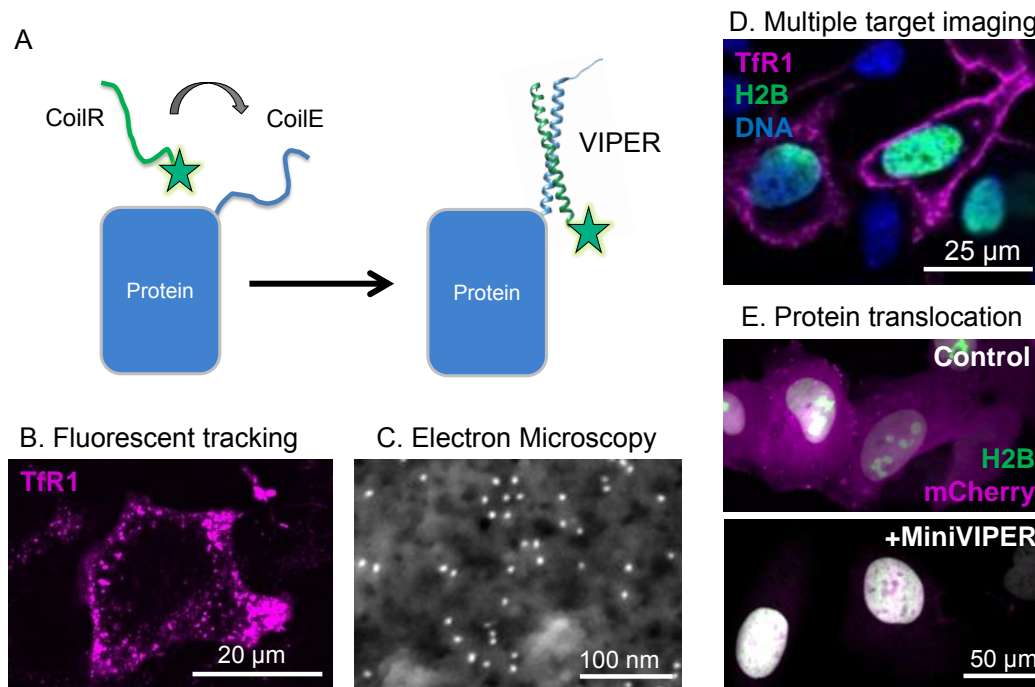 A
CoilR
CoilE
Protein
VIPER
Protein
B. Fluorescent tracking
TfR1
20 µm
C. Electron Microscopy
100 nm
D. Multiple target imaging
TfR1
H2B
DNA
25 µm
E. Protein translocation
Control
H2B
mCherry
+MiniVIPER
50 µm